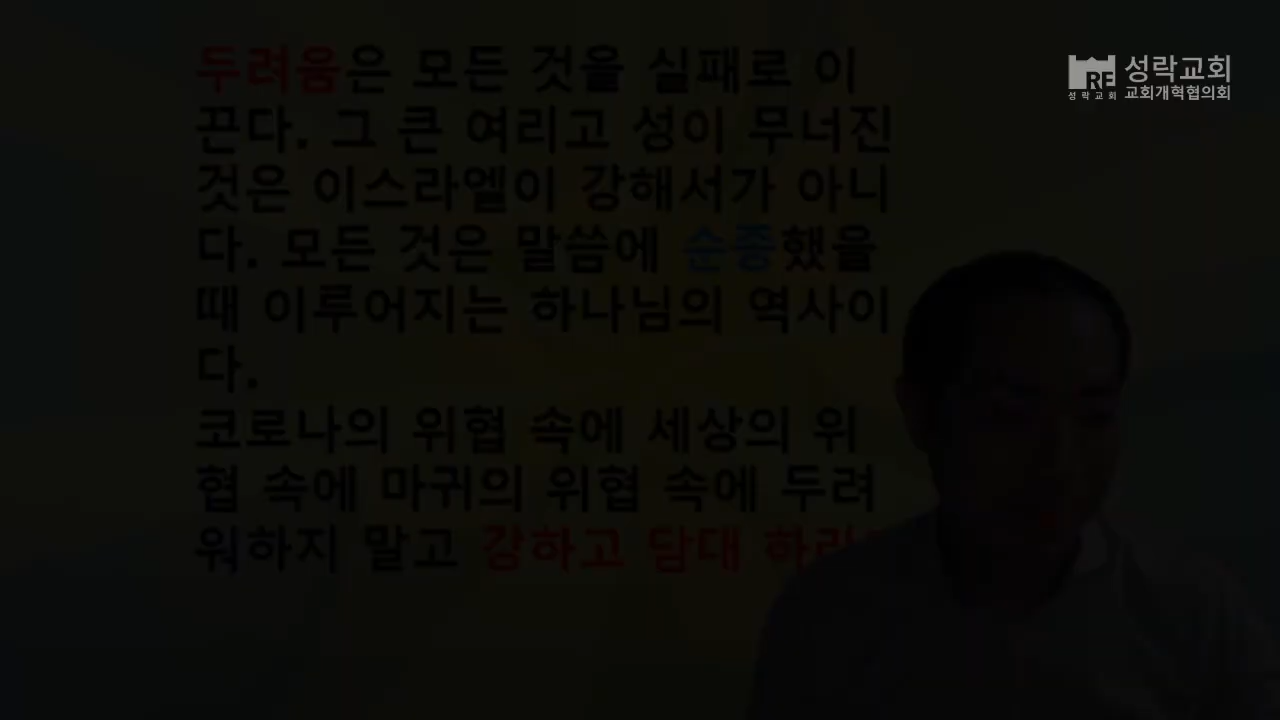 두려움은 모든 것을 실패로 이
끈다. 그 큰 여리고 성이 무너진
것은 이스라엘이 강해서가 아니
다. 모든 것은 말씀에 순종했을
때 이루어지는 하나님의 역사이
다.
코로나의 위협 속에 세상의 위
협 속에 마귀의 위협 속에 두려
워하지 말고 강하고 담대
RE
성락교회
성락교회
교회개혁협의회